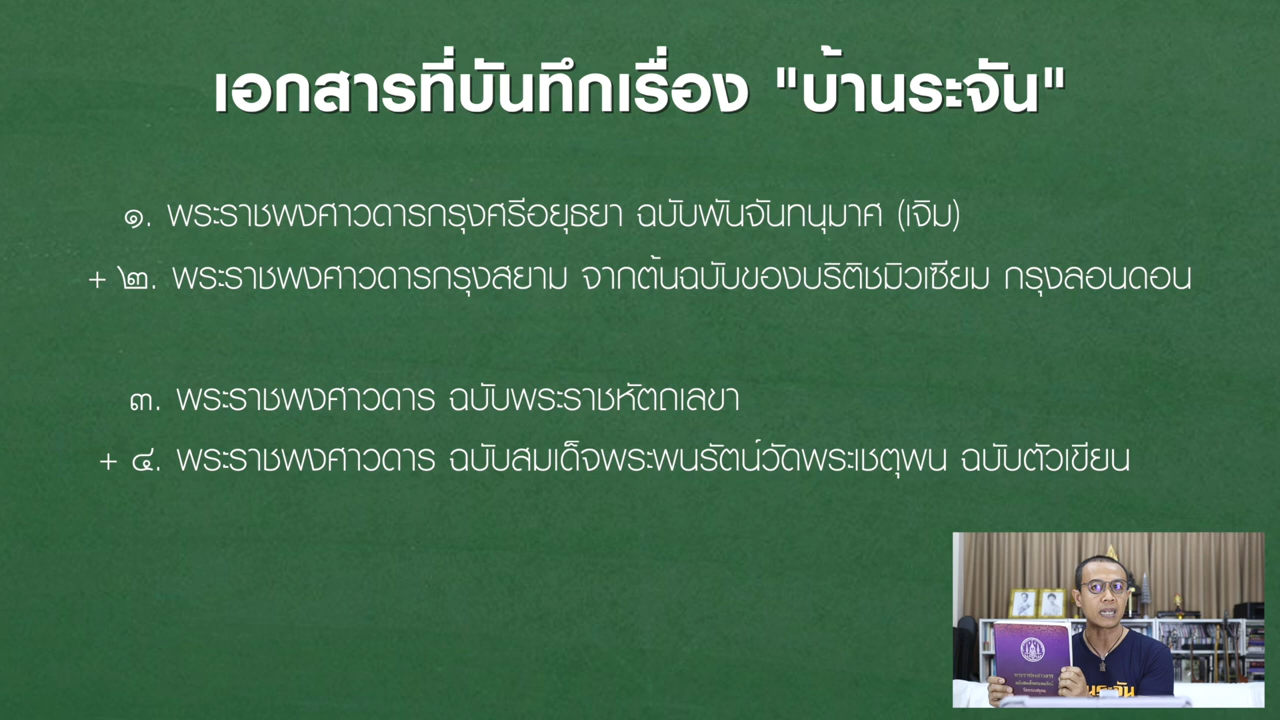 เอกสารที่บันทึกเรื่อง "บ้านระจัน"
๑. พระราชพงศาวดารกรุงศรีอยุธยา ฉบับพันจันทนุมาศ (เจิม)
+ ๒. พระราชพงศาวดารกรุงสยาม จากต้นฉบับของบริติชมิวเซียม กรุงลอนดอน
๓. พระราชพงศาวดาร ฉบับพระราชหัตถเลขา
+ ๔. พระราชพงศาวดาร ฉบับสมเด็จพระพนรัตน์วัดพระเชตุพน ฉบับตัวเขียน